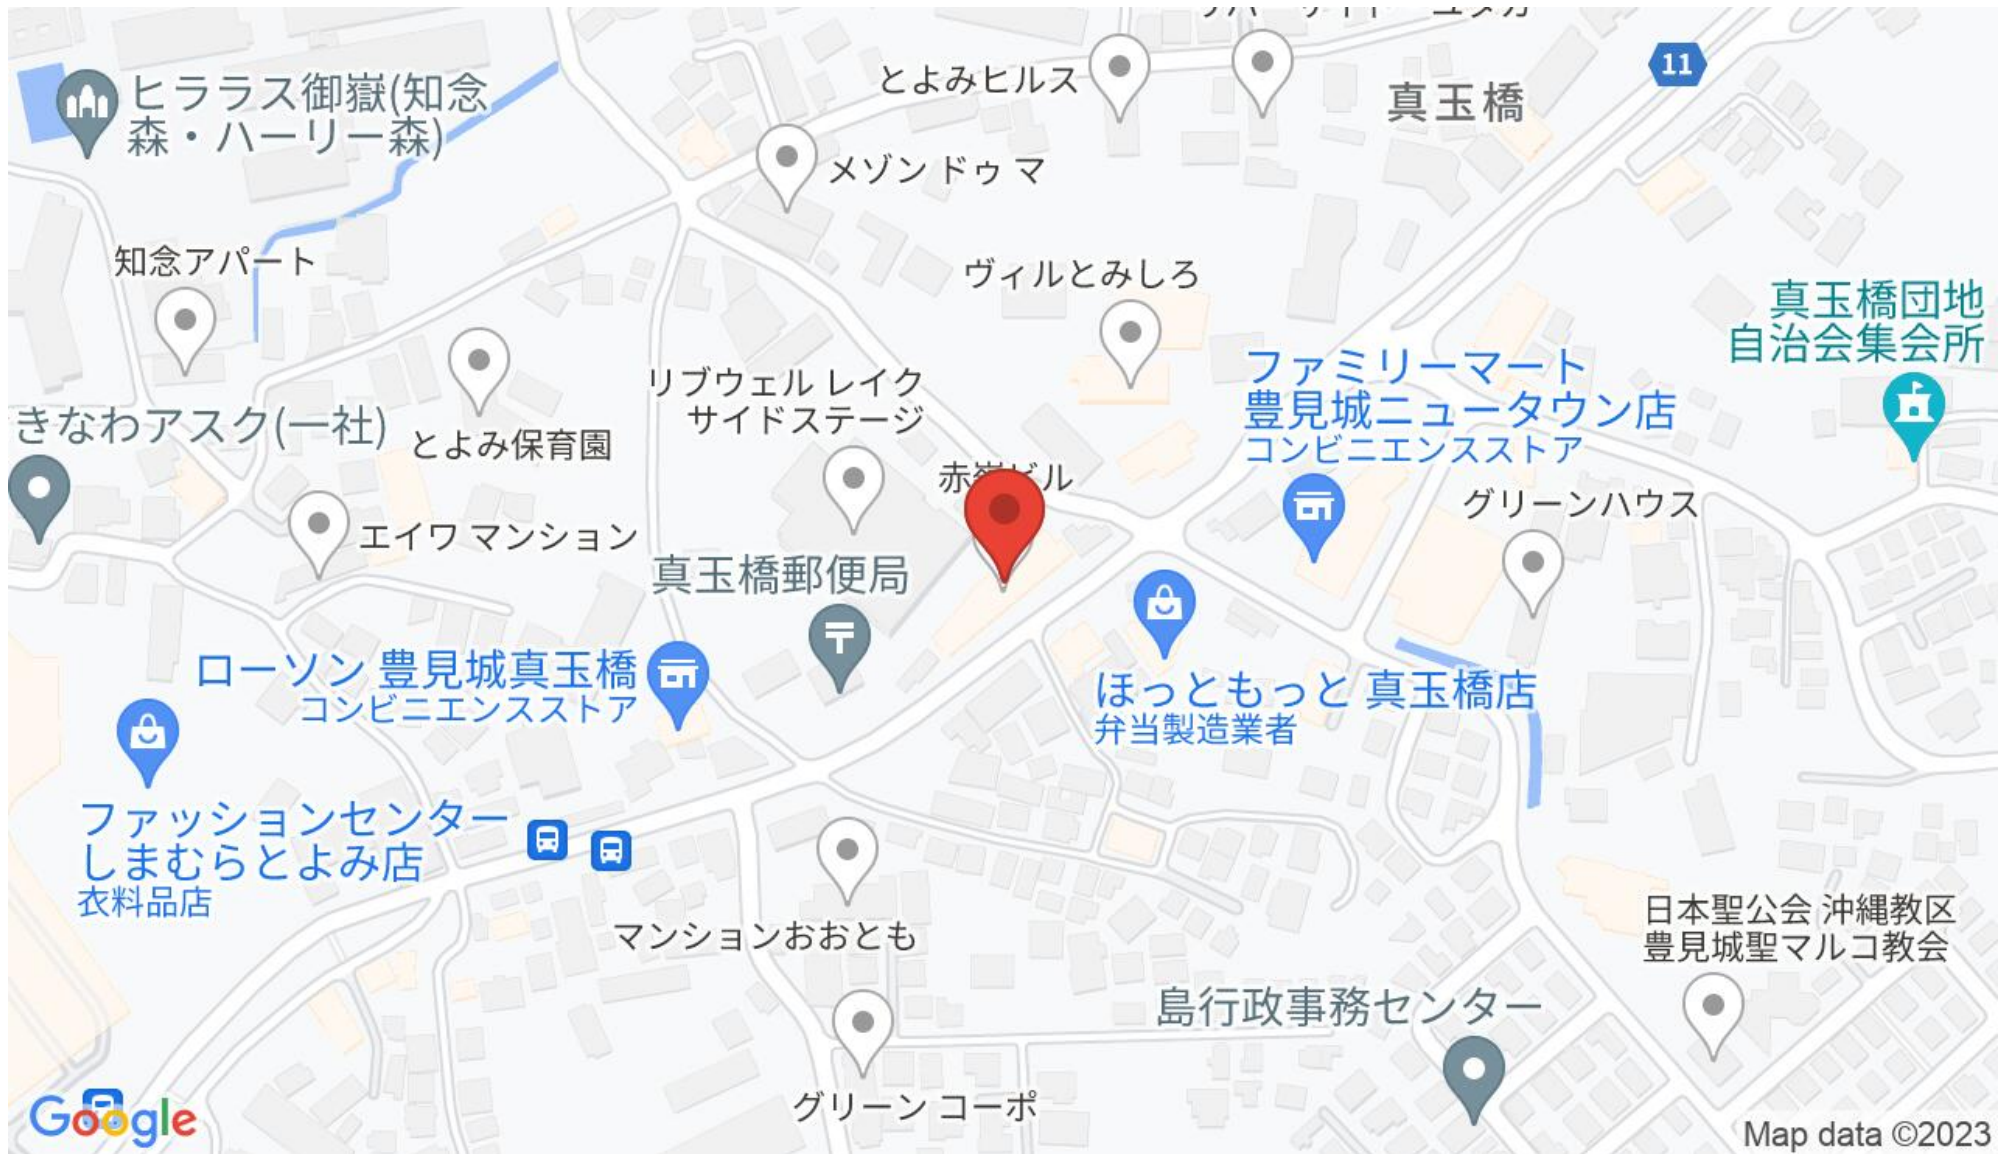 とよみヒルス
11
真玉橋
ヒララス御嶽(知念
森・ハーリー森)
メゾン ドゥ マ
知念アパート
ヴィルとみしろ
真玉橋団地
自治会集会所
リブウェル レイク
サイドステージ
ファミリーマート
豊見城ニュータウン店
コンビニエンスストア
きなわアスク(一社)
とよみ保育園
赤嶺ビル
グリーンハウス
エイワ マンション
真玉橋郵便局
ローソン 豊見城真玉橋
コンビニエンスストア
ほっともっと 真玉橋店
弁当製造業者
ファッションセンター
しまむらとよみ店
衣料品店
マンションおおとも
日本聖公会 沖縄教区
豊見城聖マルコ教会
島行政事務センター
グリーン コーポ
Google
Map data ©2023